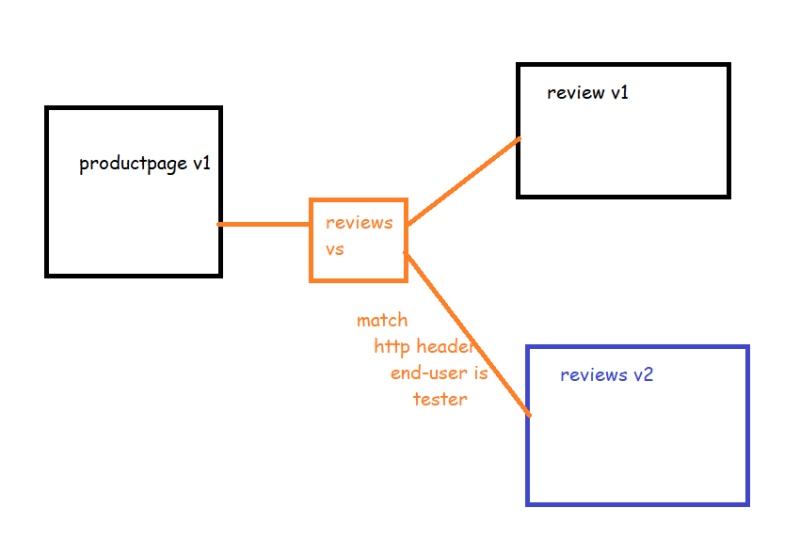 productpage v1
reviews
vs
review v1
match
http header
end-user is
tester
reviews v2